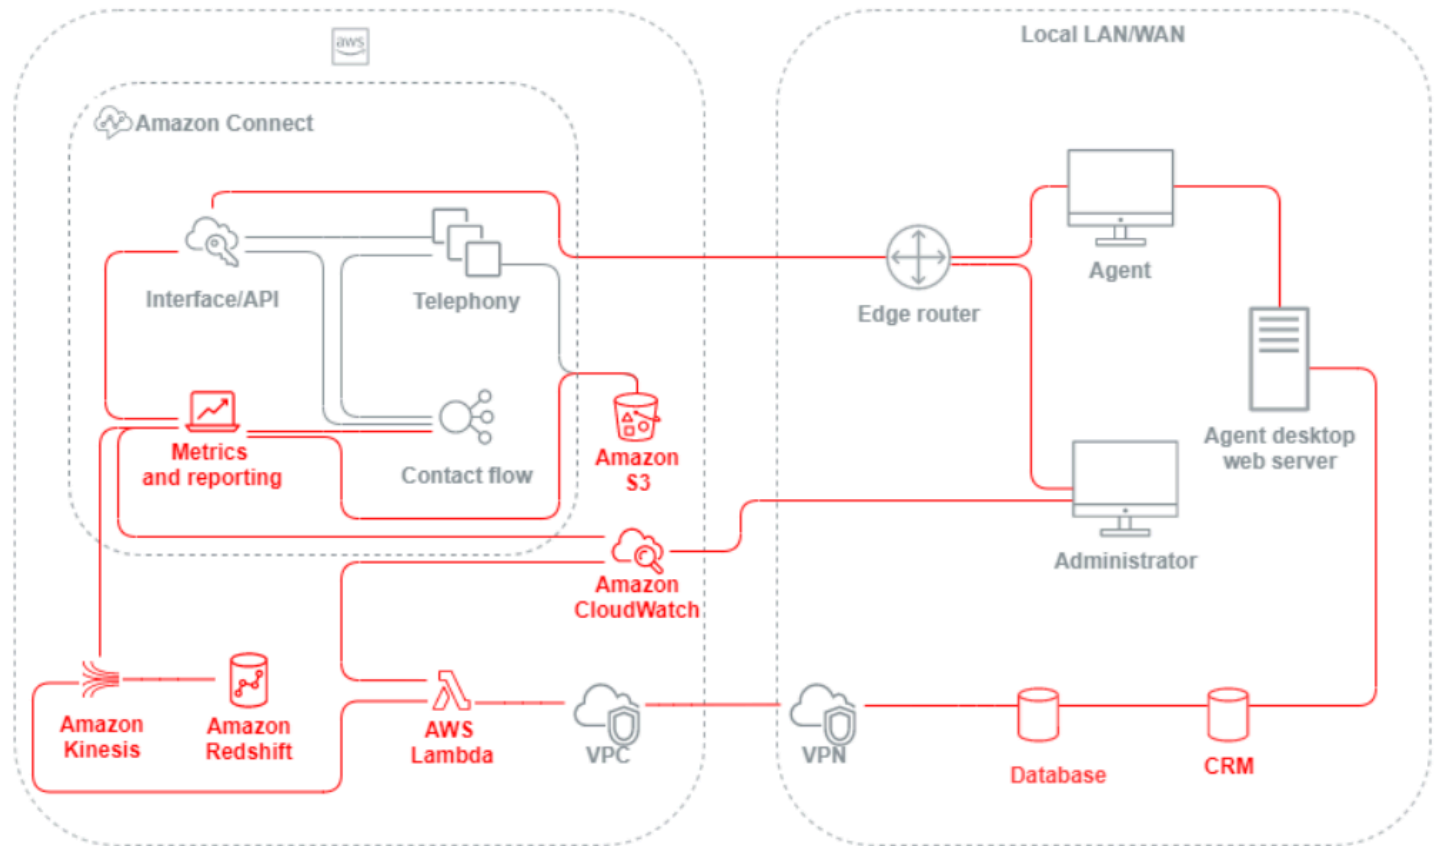 aws
Local LAN/WAN
Amazon Connect
Interface/API
Telephony
Edge router
Agent
Metrics
and reporting
Contact flow
Amazon
S3
Agent desktop
web server
Amazon
CloudWatch
Administrator
Amazon
Kinesis
Amazon
Redshift
AWS
Lambda
VPC
VPN
Database
CRM